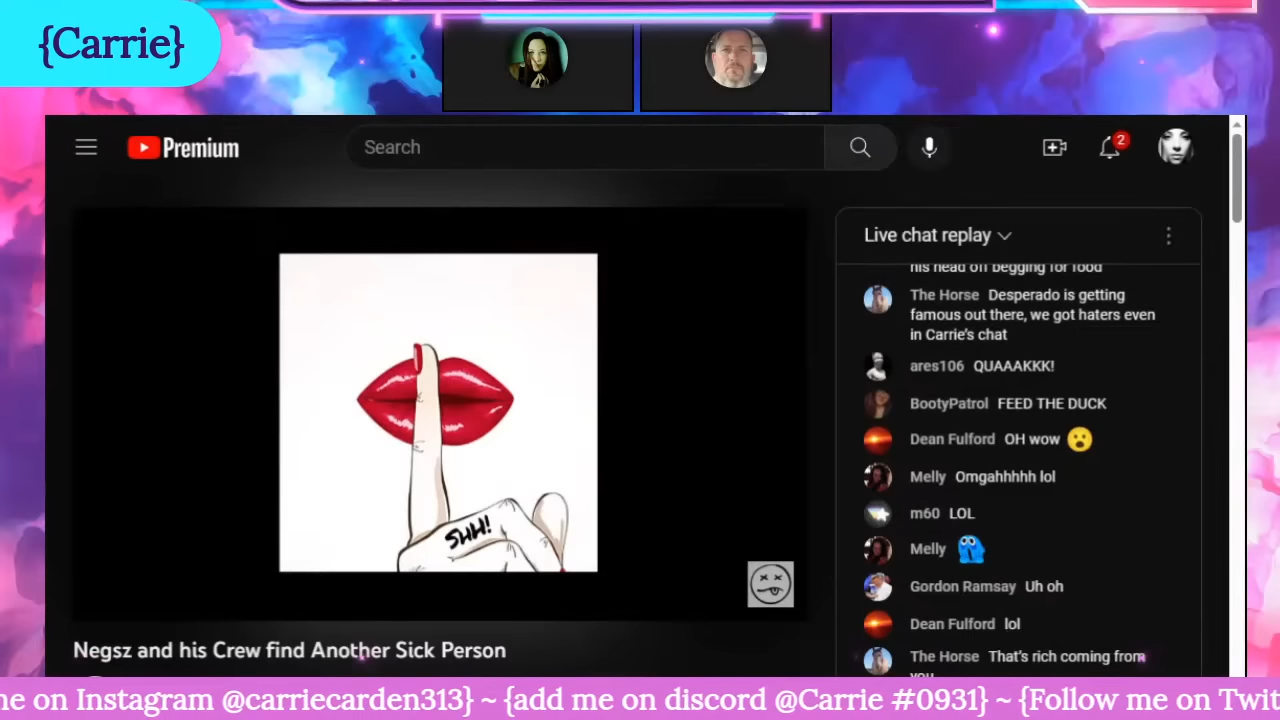 {Carrie}
Premium
Search
2
Live chat replay
his head off begging for food
The Horse Desperado is getting
famous out there, we got haters even
in Carrie's chat
ares106 QUAAAKKK!
BootyPatrol FEED THE DUCK
Dean Fulford OH wow 😮
Melly Omgahhhhh lol
m60 LOL
Melly
Gordon Ramsay Uh oh
Dean Fulford lol
The Horse That's rich coming from
you
SHH!
Negsz and his Crew find Another Sick Person
me on Instagram @carriecarden313} ~ {add me on discord @Carrie #0931} ~ {Follow me on Twit